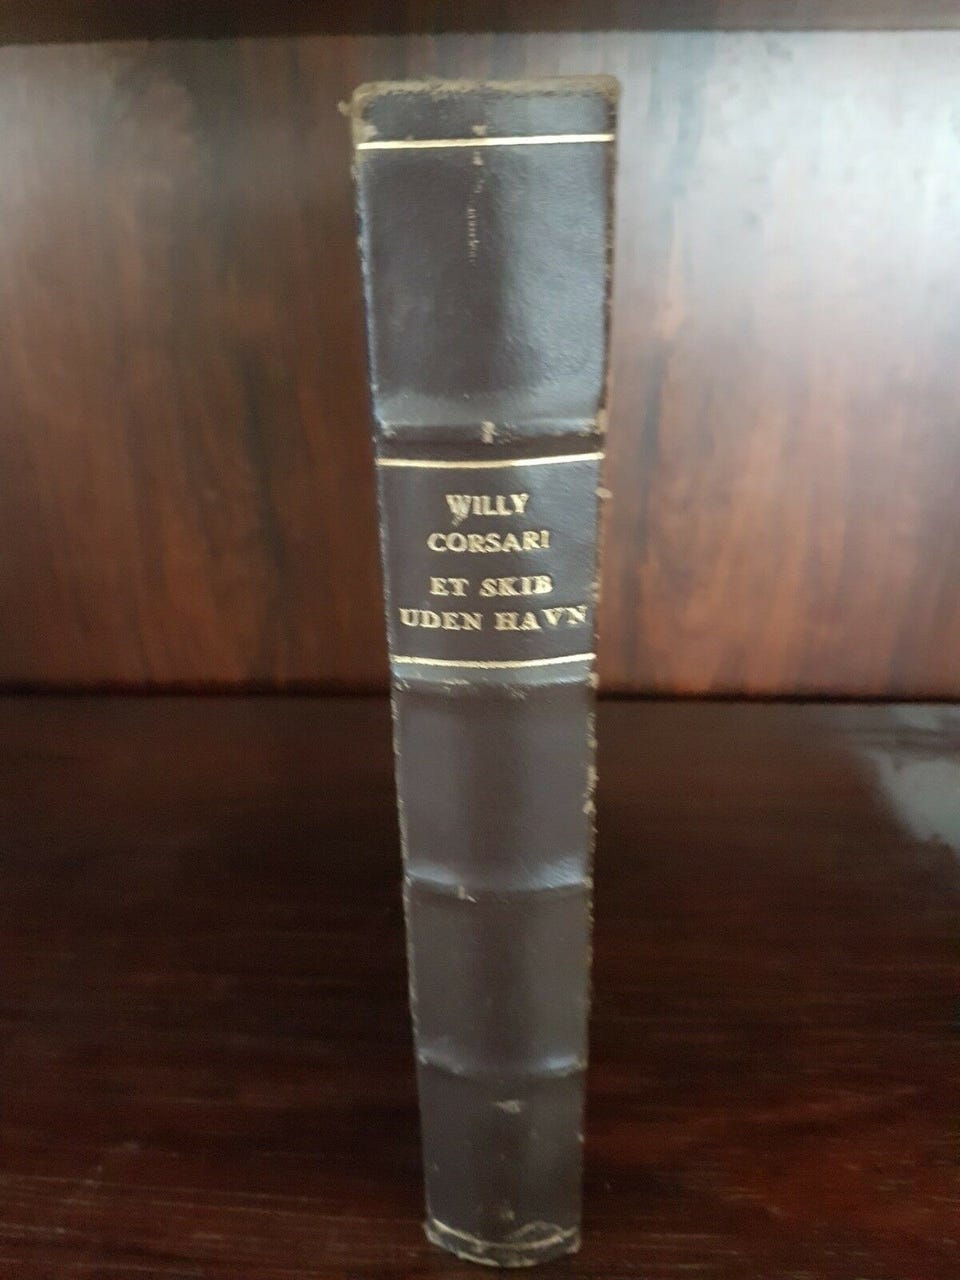 WILLY
CORSARI
ET SKIB
UDEN HAVN